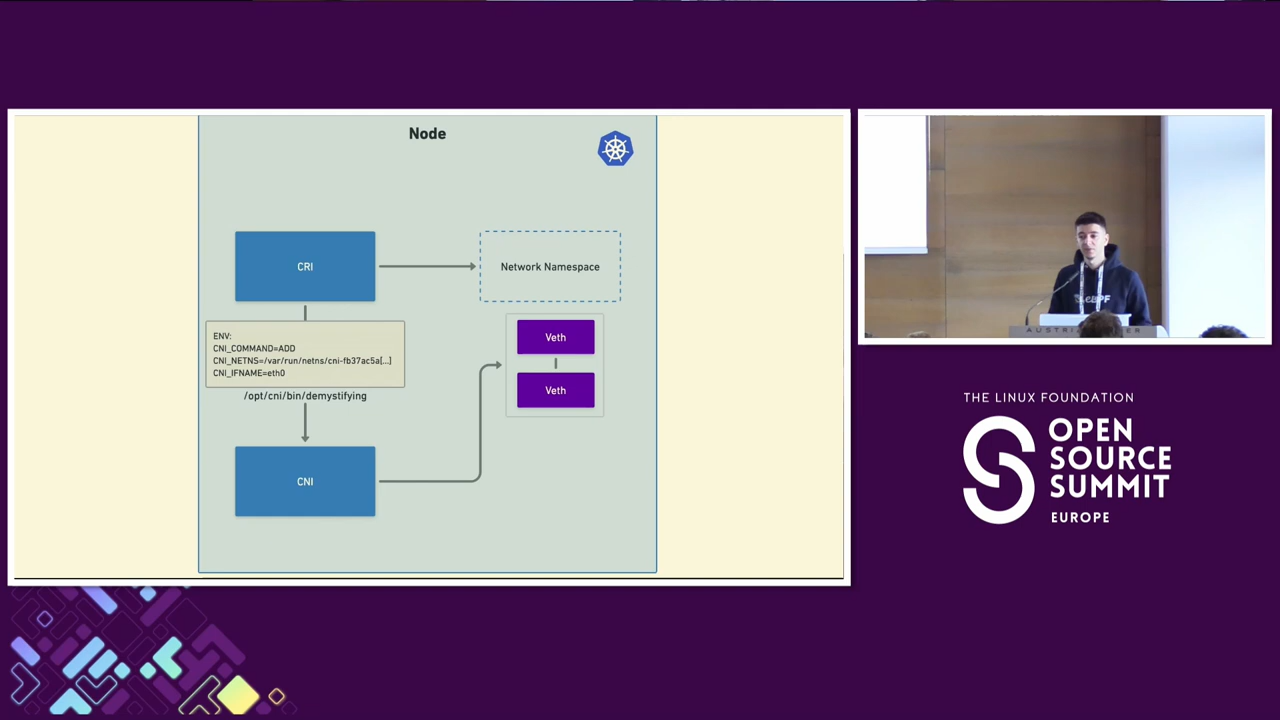 Node
CRI
Network Namespace
ENV:
CNI_COMMAND=ADD
CNI_NETNS=/var/run/netns/cni-fb37ac5a[...]
CNI_IFNAME=eth0
/opt/cni/bin/demystifying
Veth
Veth
CNI
eBPF
THE LINUX FOUNDATION
OPEN
SOURCE
SUMMIT
EUROPE